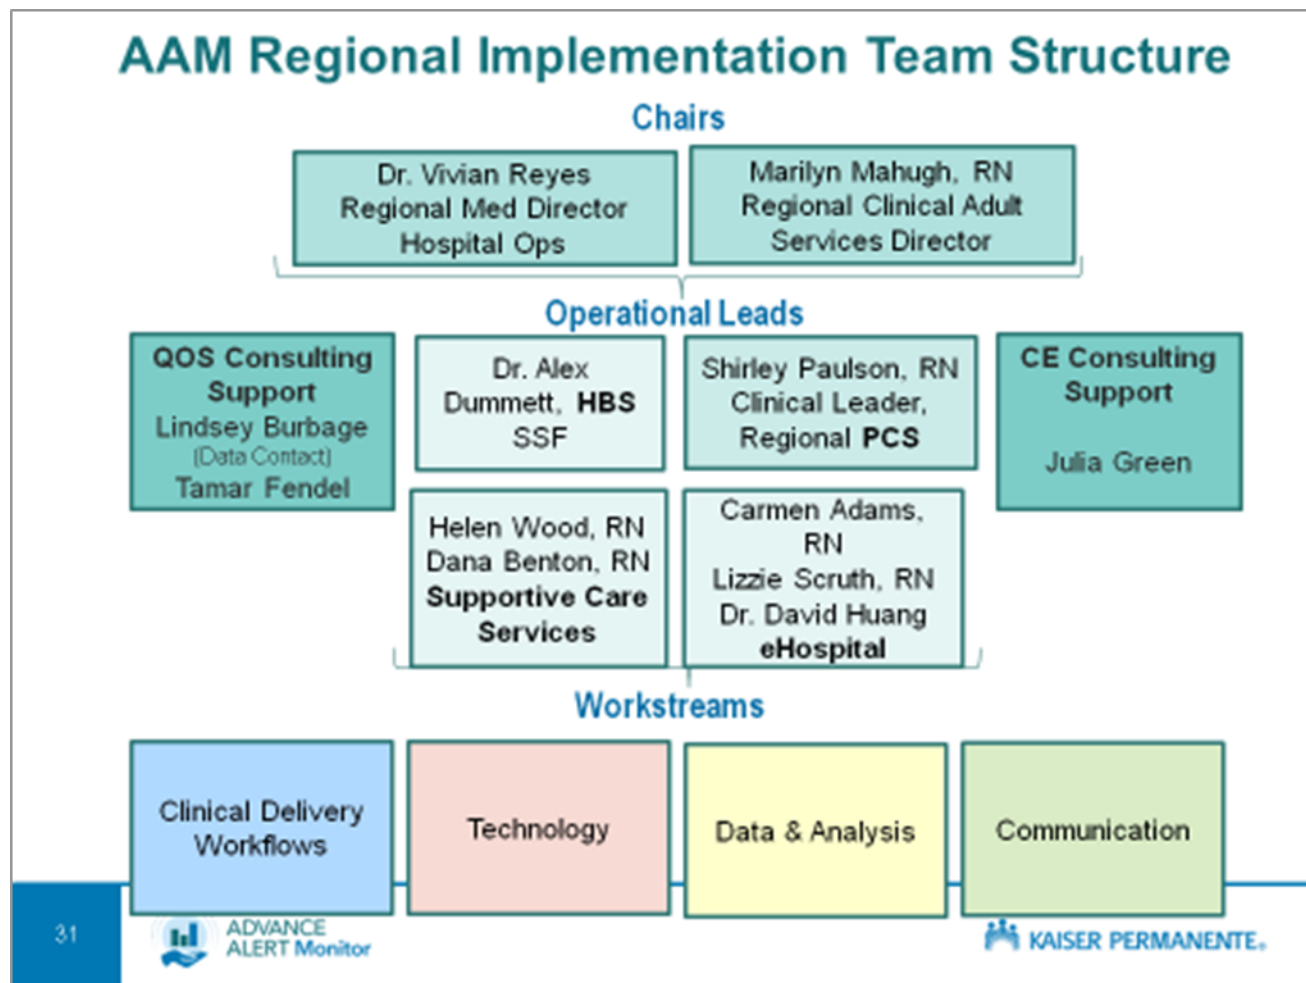 AAM Regional Implementation Team Structure
Chairs
Dr. Vivian Reyes
Regional Med Director
Hospital Ops
Marilyn Mahugh, RN
Regional Clinical Adult
Services Director
Operational Leads
QOS Consulting
Support
Lindsey Burbage
(Data Contact)
Tamar Fendel
Dr. Alex
Dummett, HBS
SSF
Shirley Paulson, RN
Clinical Leader,
Regional PCS
CE Consulting
Support
Julia Green
Helen Wood, RN
Dana Benton, RN
Supportive Care
Services
Carmen Adams,
RN
Lizzie Scruth, RN
Dr. David Huang
eHospital
Workstreams
Clinical Delivery
Workflows
Technology
Data & Analysis
Communication
31
ADVANCE
ALERT Monitor
KAISER PERMANENTE®